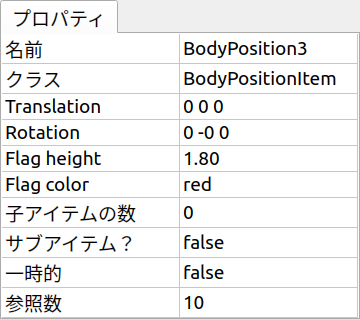 プロパティ
名前 BodyPosition3
クラス BodyPositionItem
Translation 0 0 0
Rotation 0 -0 0
Flag height 1.80
Flag color red
子アイテムの数 0
サブアイテム？ false
一時的 false
参照数 10